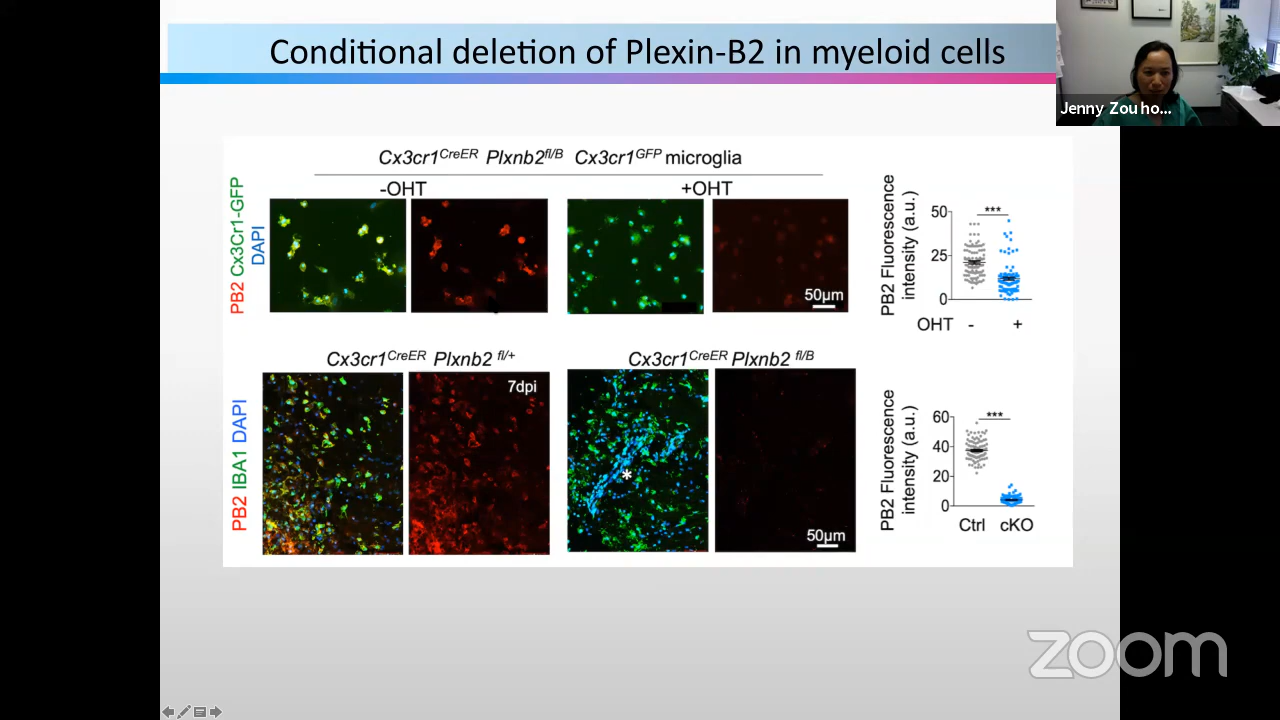 Conditional deletion of Plexin-B2 in myeloid cells
Jenny Zou ho...
Cx3cr1CreER Plxnb2fl/B Cx3cr1GFP microglia
-OHT
+OHT
PB2 Cx3Cr1-GFP
DAPI
50µm
PB2 Fluorescence
intensity (a.u.)
50
25
0
***
OHT - +
Cx3cr1CreER Plxnb2 fl/+
Cx3cr1CreER Plxnb2 fl/B
PB2 IBA1 DAPI
7dpi
*
50µm
PB2 Fluorescence
intensity (a.u.)
60
40
20
0
***
Ctrl cKO
zoom